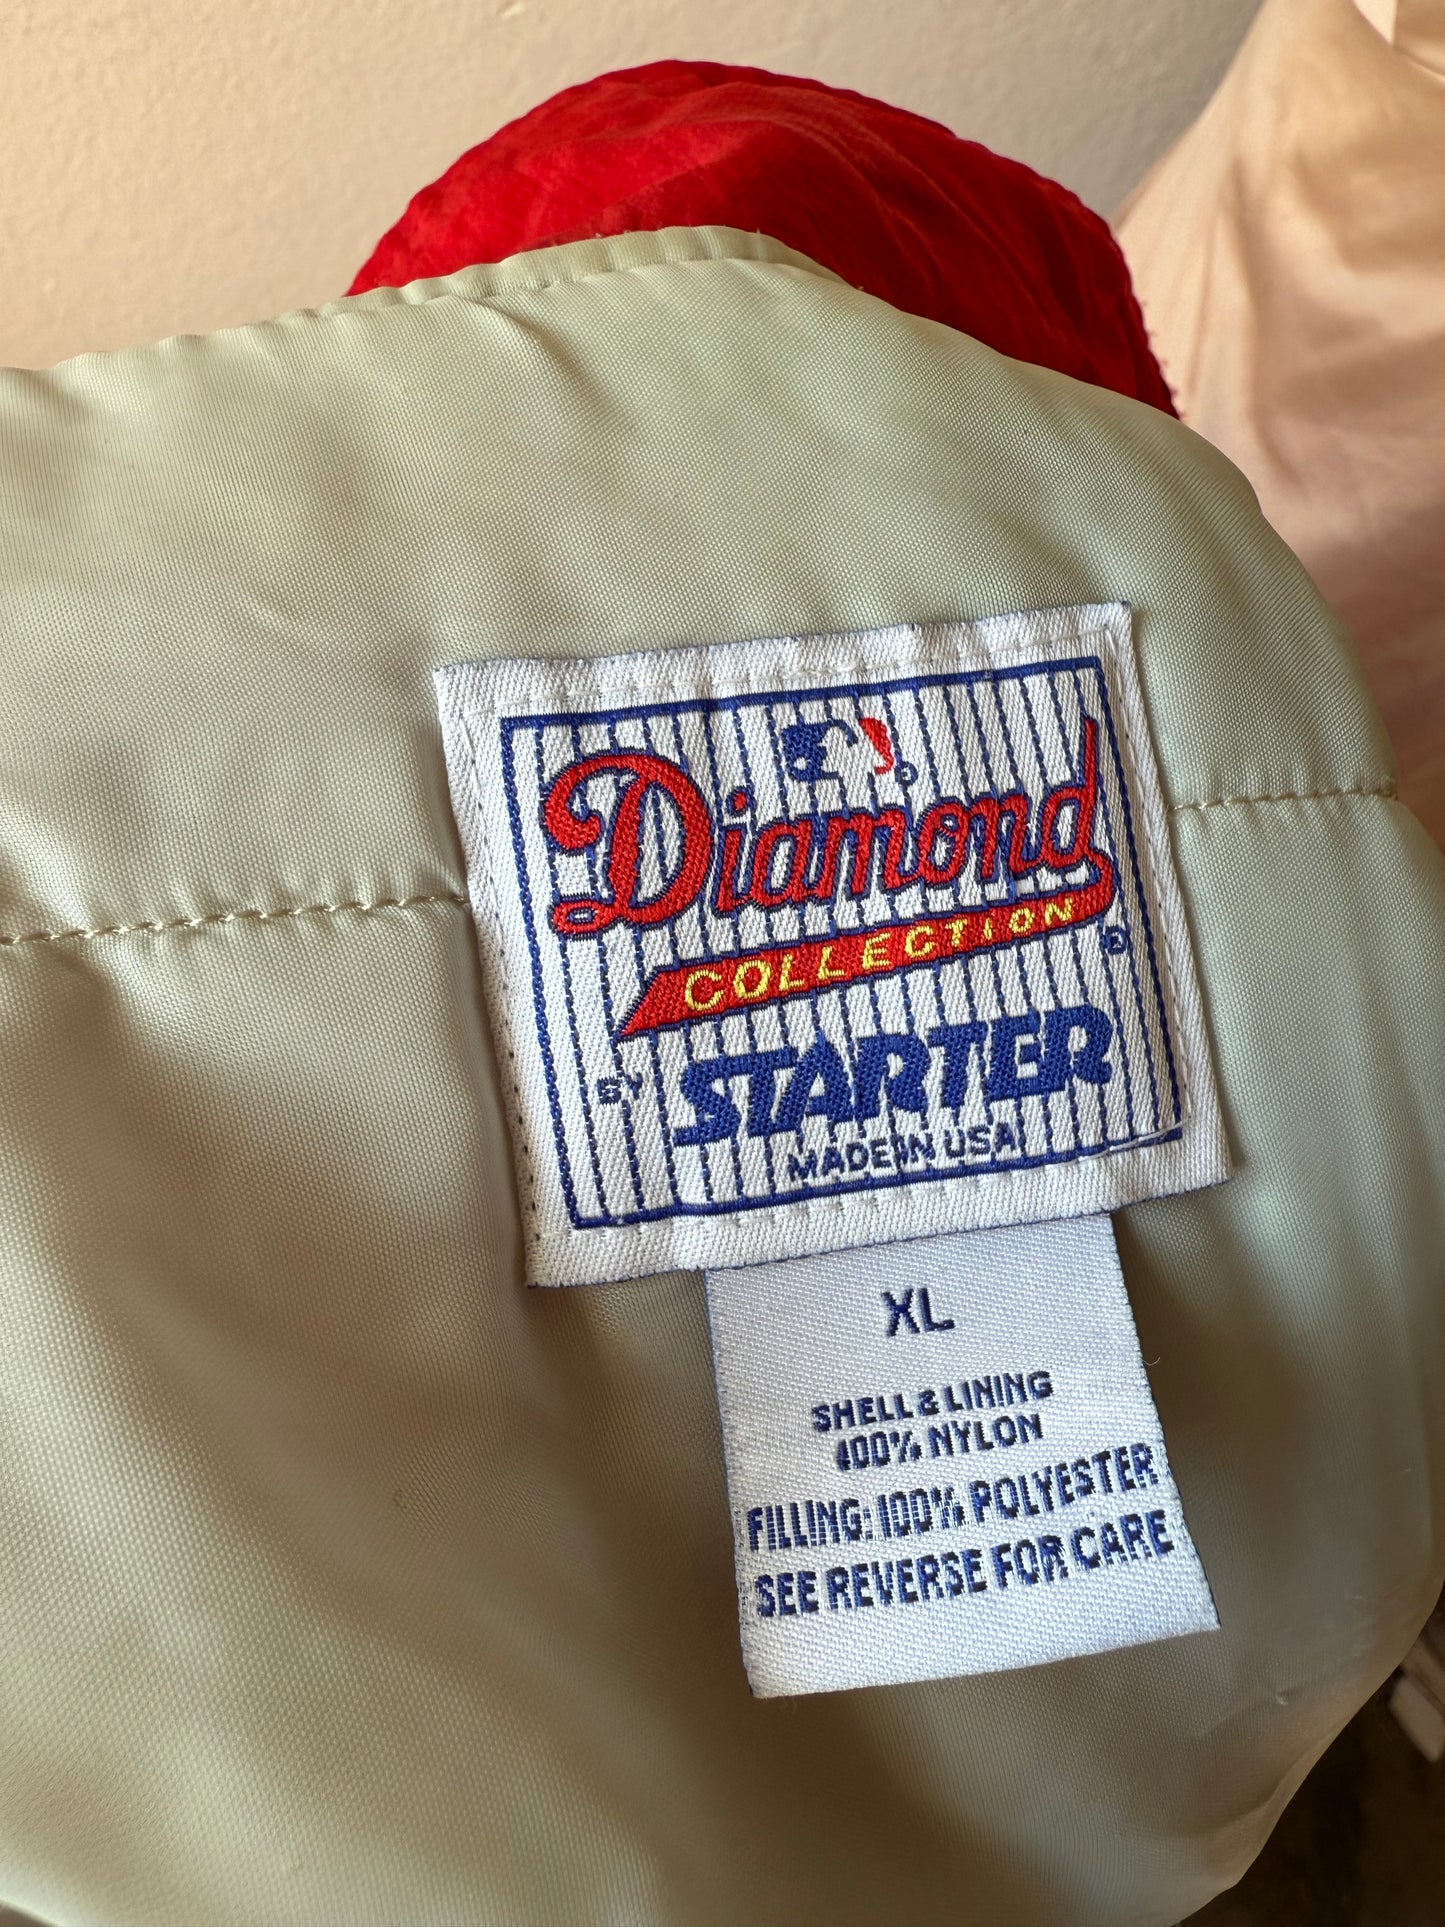 Diamond
COLLECTION
BY STARTER
MADE IN USA
XL
SHELL & LINING
100% NYLON
FILLING: 100% POLYESTER
SEE REVERSE FOR CARE